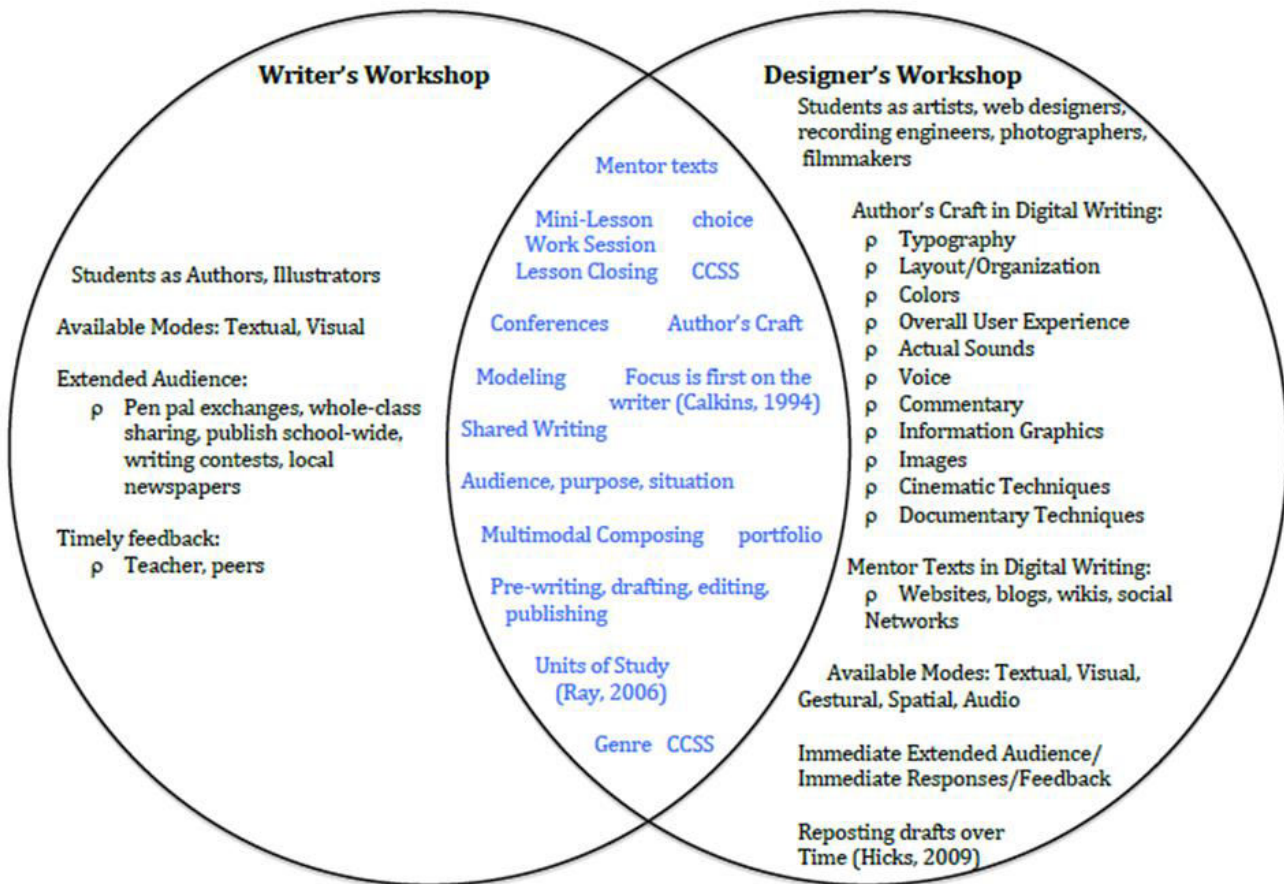 Writer's Workshop
Students as Authors, Illustrators
Available Modes: Textual, Visual
Extended Audience:
ρ Pen pal exchanges, whole-class
sharing, publish school-wide,
writing contests, local
newspapers
Timely feedback:
ρ Teacher, peers
Mentor texts
Mini-Lesson choice
Work Session
Lesson Closing CCSS
Conferences Author's Craft
Modeling Focus is first on the
writer (Calkins, 1994)
Shared Writing
Audience, purpose, situation
Multimodal Composing portfolio
Pre-writing, drafting, editing,
publishing
Units of Study
(Ray, 2006)
Genre CCSS
Designer's Workshop
Students as artists, web designers,
recording engineers, photographers,
filmmakers
Author's Craft in Digital Writing:
ρ Typography
ρ Layout/Organization
ρ Colors
ρ Overall User Experience
ρ Actual Sounds
ρ Voice
ρ Commentary
ρ Information Graphics
ρ Images
ρ Cinematic Techniques
ρ Documentary Techniques
Mentor Texts in Digital Writing:
ρ Websites, blogs, wikis, social
Networks
Available Modes: Textual, Visual,
Gestural, Spatial, Audio
Immediate Extended Audience/
Immediate Responses/Feedback
Reposting drafts over
Time (Hicks, 2009)